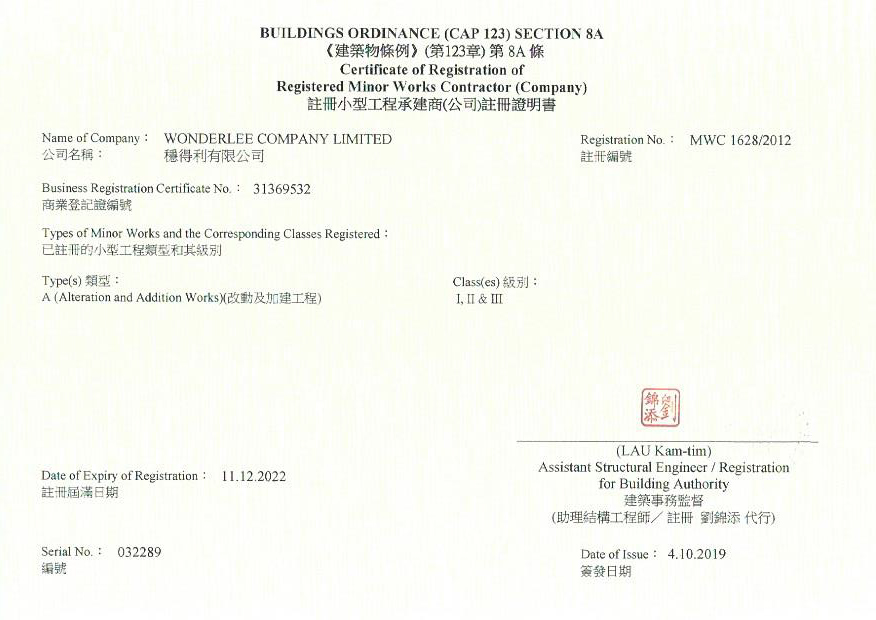 BUILDINGS ORDINANCE (CAP 123) SECTION 8A
《建築物條例》(第123章) 第 8A 條
Certificate of Registration of
Registered Minor Works Contractor (Company)
註冊小型工程承建商(公司)註冊證明書
Name of Company： WONDERLEE COMPANY LIMITED
公司名稱： 穩得利有限公司
Registration No.： MWC 1628/2012
註冊編號
Business Registration Certificate No.： 31369532
商業登記證編號
Types of Minor Works and the Corresponding Classes Registered：
已註冊的小型工程類型和其級別
Type(s) 類型：
A (Alteration and Addition Works)(改動及加建工程)
Class(es) 級別：
I, II & III
劉錦添
(LAU Kam-tim)
Assistant Structural Engineer / Registration
for Building Authority
建築事務監督
(助理結構工程師／註冊 劉錦添 代行)
Date of Expiry of Registration： 11.12.2022
註冊屆滿日期
Serial No.： 032289
編號
Date of Issue： 4.10.2019
簽發日期